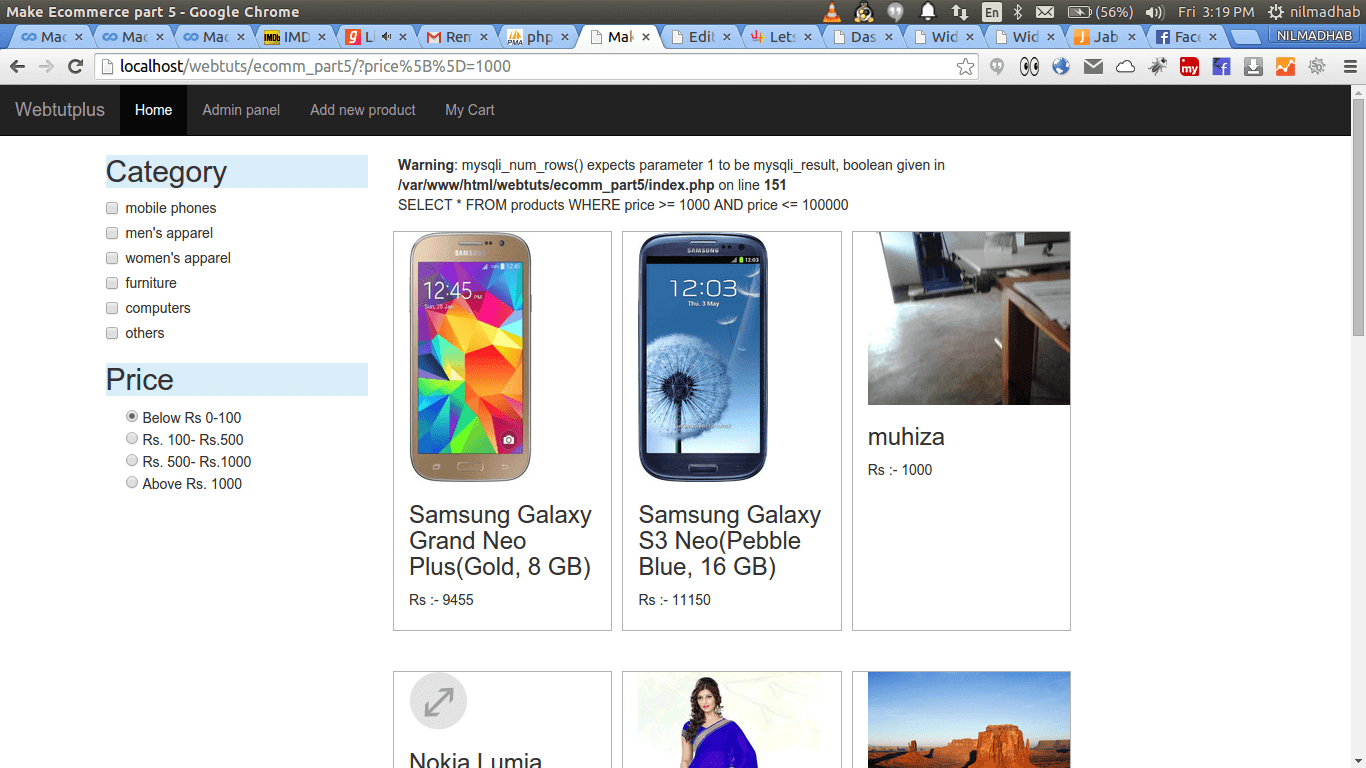 Make Ecommerce part 5 - Google Chrome
En
(56%)
Fri 3:19 PM
nilmadhab
Mac
Mac
Mac
IMDb
IMD
g
Rem
PMA
php
Mak
Edit
Lets
Das
Wid
Wid
Jab
Face
NILMADHAB
localhost/webtuts/ecomm_part5/?price%5B%5D=1000
my
Webtutplus
Home
Admin panel
Add new product
My Cart
Category
mobile phones
men's apparel
women's apparel
furniture
computers
others
Price
Below Rs 0-100
Rs. 100- Rs.500
Rs. 500- Rs.1000
Above Rs. 1000
Warning: mysqli_num_rows() expects parameter 1 to be mysqli_result, boolean given in
/var/www/html/webtuts/ecomm_part5/index.php on line 151
SELECT * FROM products WHERE price >= 1000 AND price <= 100000
SAMSUNG
12:45 PM
Samsung Galaxy
Grand Neo
Plus(Gold, 8 GB)
Rs :- 9455
SAMSUNG
12:03
12:03
Thu, 3 May
Samsung Galaxy
S3 Neo(Pebble
Blue, 16 GB)
Rs :- 11150
muhiza
Rs :- 1000
Nokia Lumia